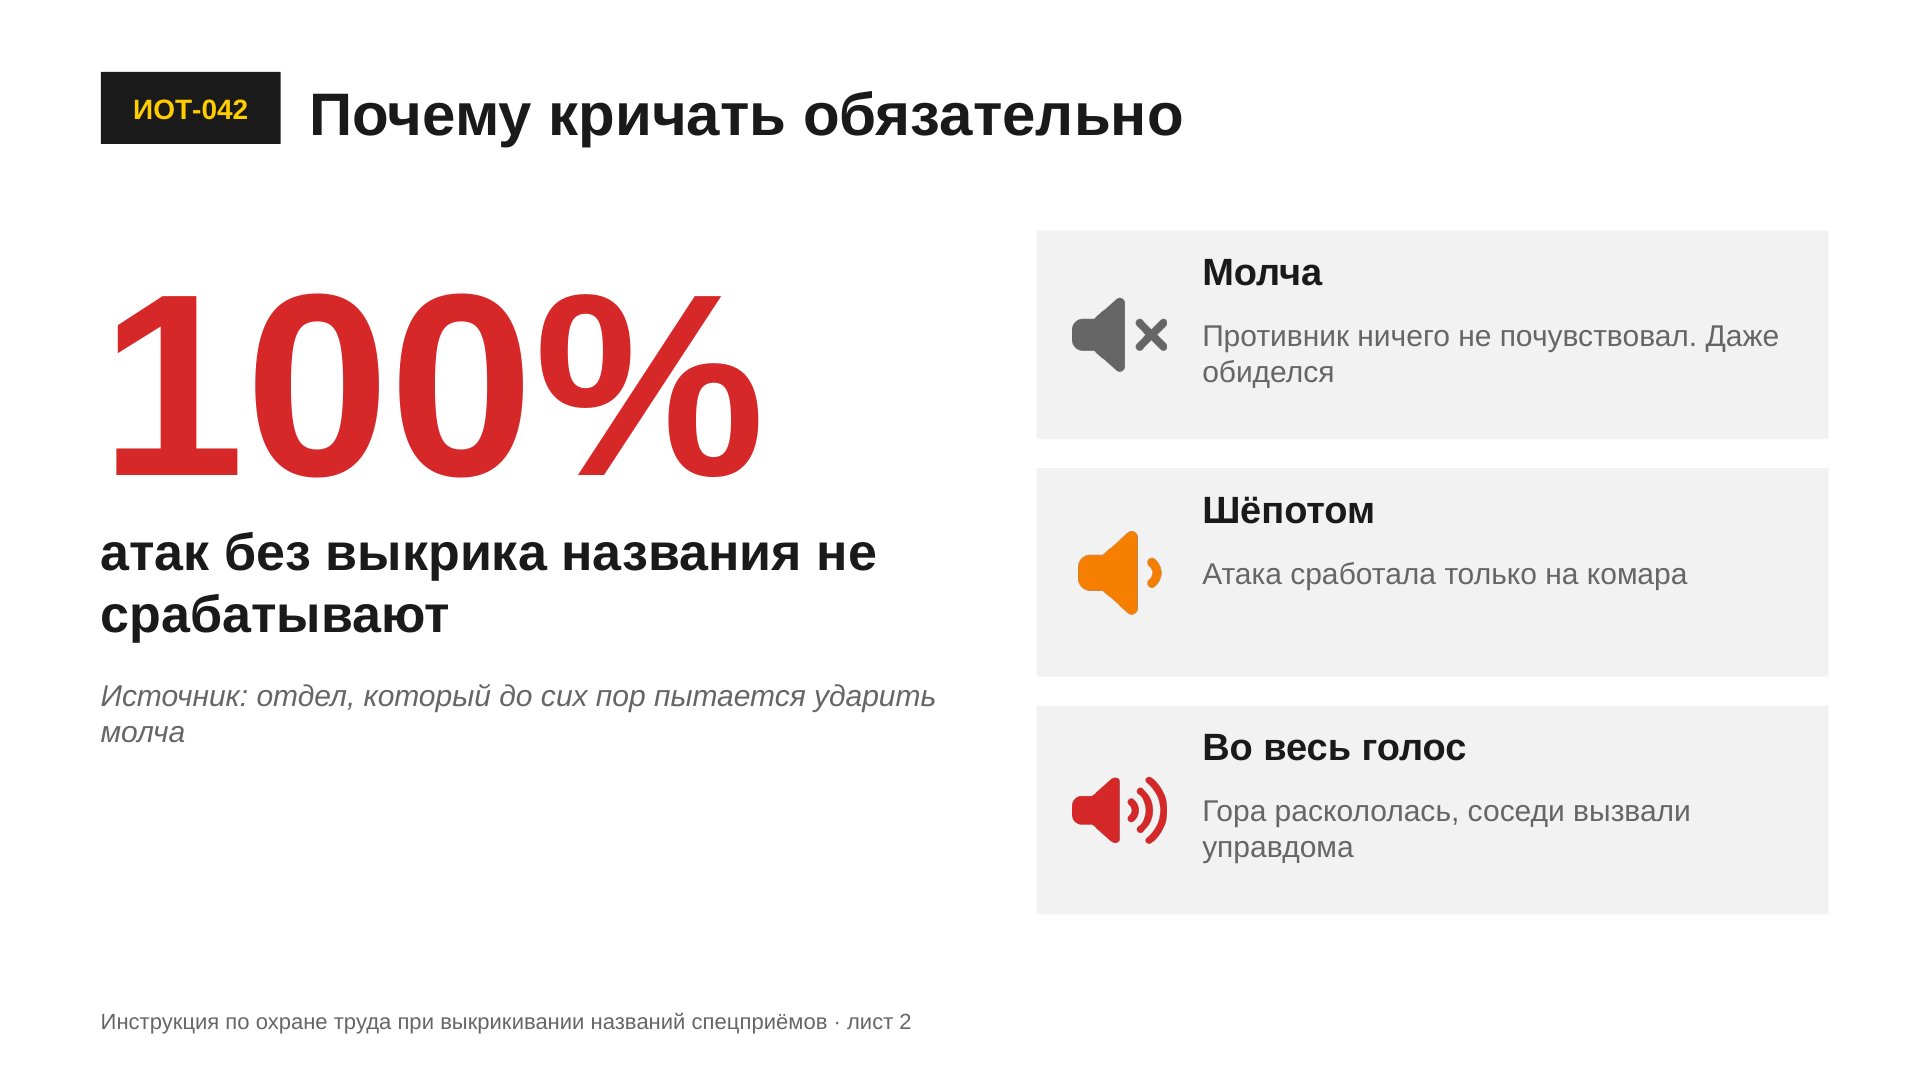 ИОТ-042
Почему кричать обязательно
100%
атак без выкрика названия не
срабатывают
Источник: отдел, который до сих пор пытается ударить
молча
Молча
Противник ничего не почувствовал. Даже
обиделся
Шёпотом
Атака сработала только на комара
Во весь голос
Гора раскололась, соседи вызвали
управдома
Инструкция по охране труда при выкрикивании названий спецприёмов · лист 2